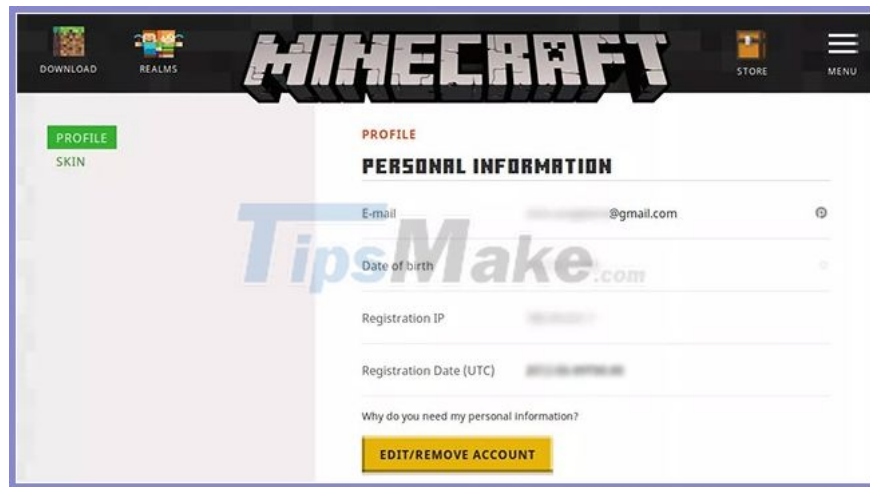 MINECRAFT
DOWNLOAD
REALMS
STORE
MENU
PROFILE
SKIN
PROFILE
PERSONAL INFORMATION
E-mail @gmail.com
TipsMake.com
Date of birth
Registration IP
Registration Date (UTC)
Why do you need my personal information?
EDIT/REMOVE ACCOUNT